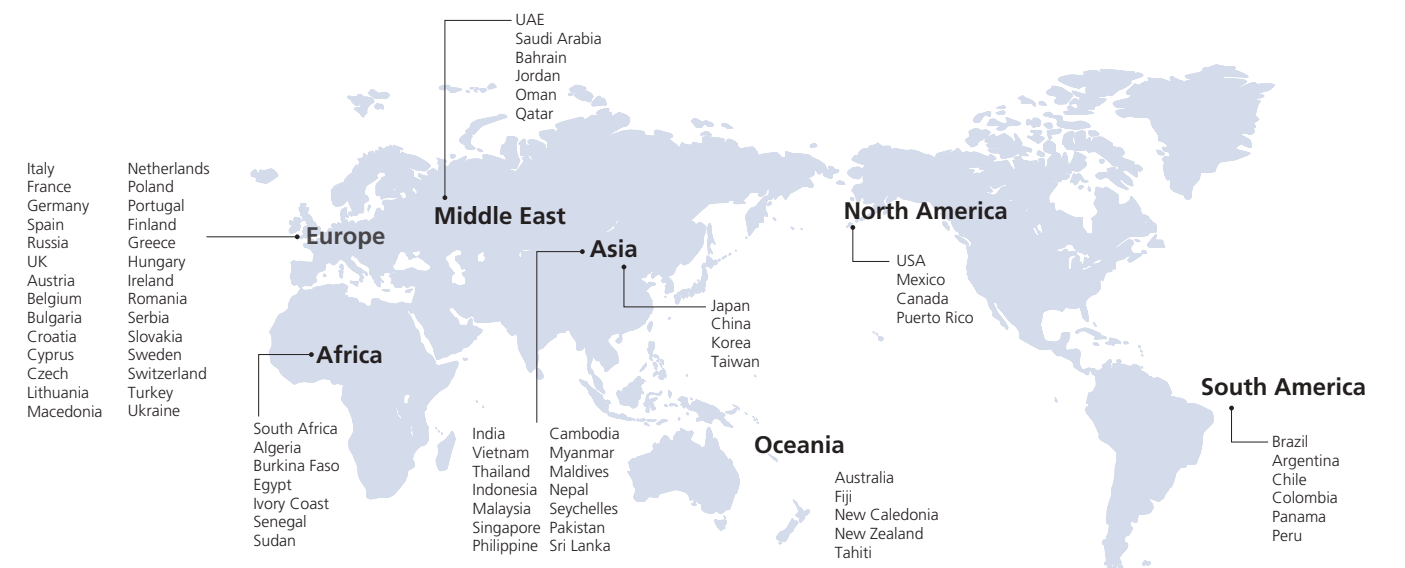 UAE
Saudi Arabia
Bahrain
Jordan
Oman
Qatar
Middle East
Italy
France
Germany
Spain
Russia
UK
Austria
Belgium
Bulgaria
Croatia
Cyprus
Czech
Lithuania
Macedonia
Netherlands
Poland
Portugal
Finland
Greece
Hungary
Ireland
Romania
Serbia
Slovakia
Sweden
Switzerland
Turkey
Ukraine
Europe
Africa
South Africa
Algeria
Burkina Faso
Egypt
Ivory Coast
Senegal
Sudan
Asia
Japan
China
Korea
Taiwan
India
Vietnam
Thailand
Indonesia
Malaysia
Singapore
Philippine
Cambodia
Myanmar
Maldives
Nepal
Seychelles
Pakistan
Sri Lanka
Oceania
Australia
Fiji
New Caledonia
New Zealand
Tahiti
North America
USA
Mexico
Canada
Puerto Rico
South America
Brazil
Argentina
Chile
Colombia
Panama
Peru